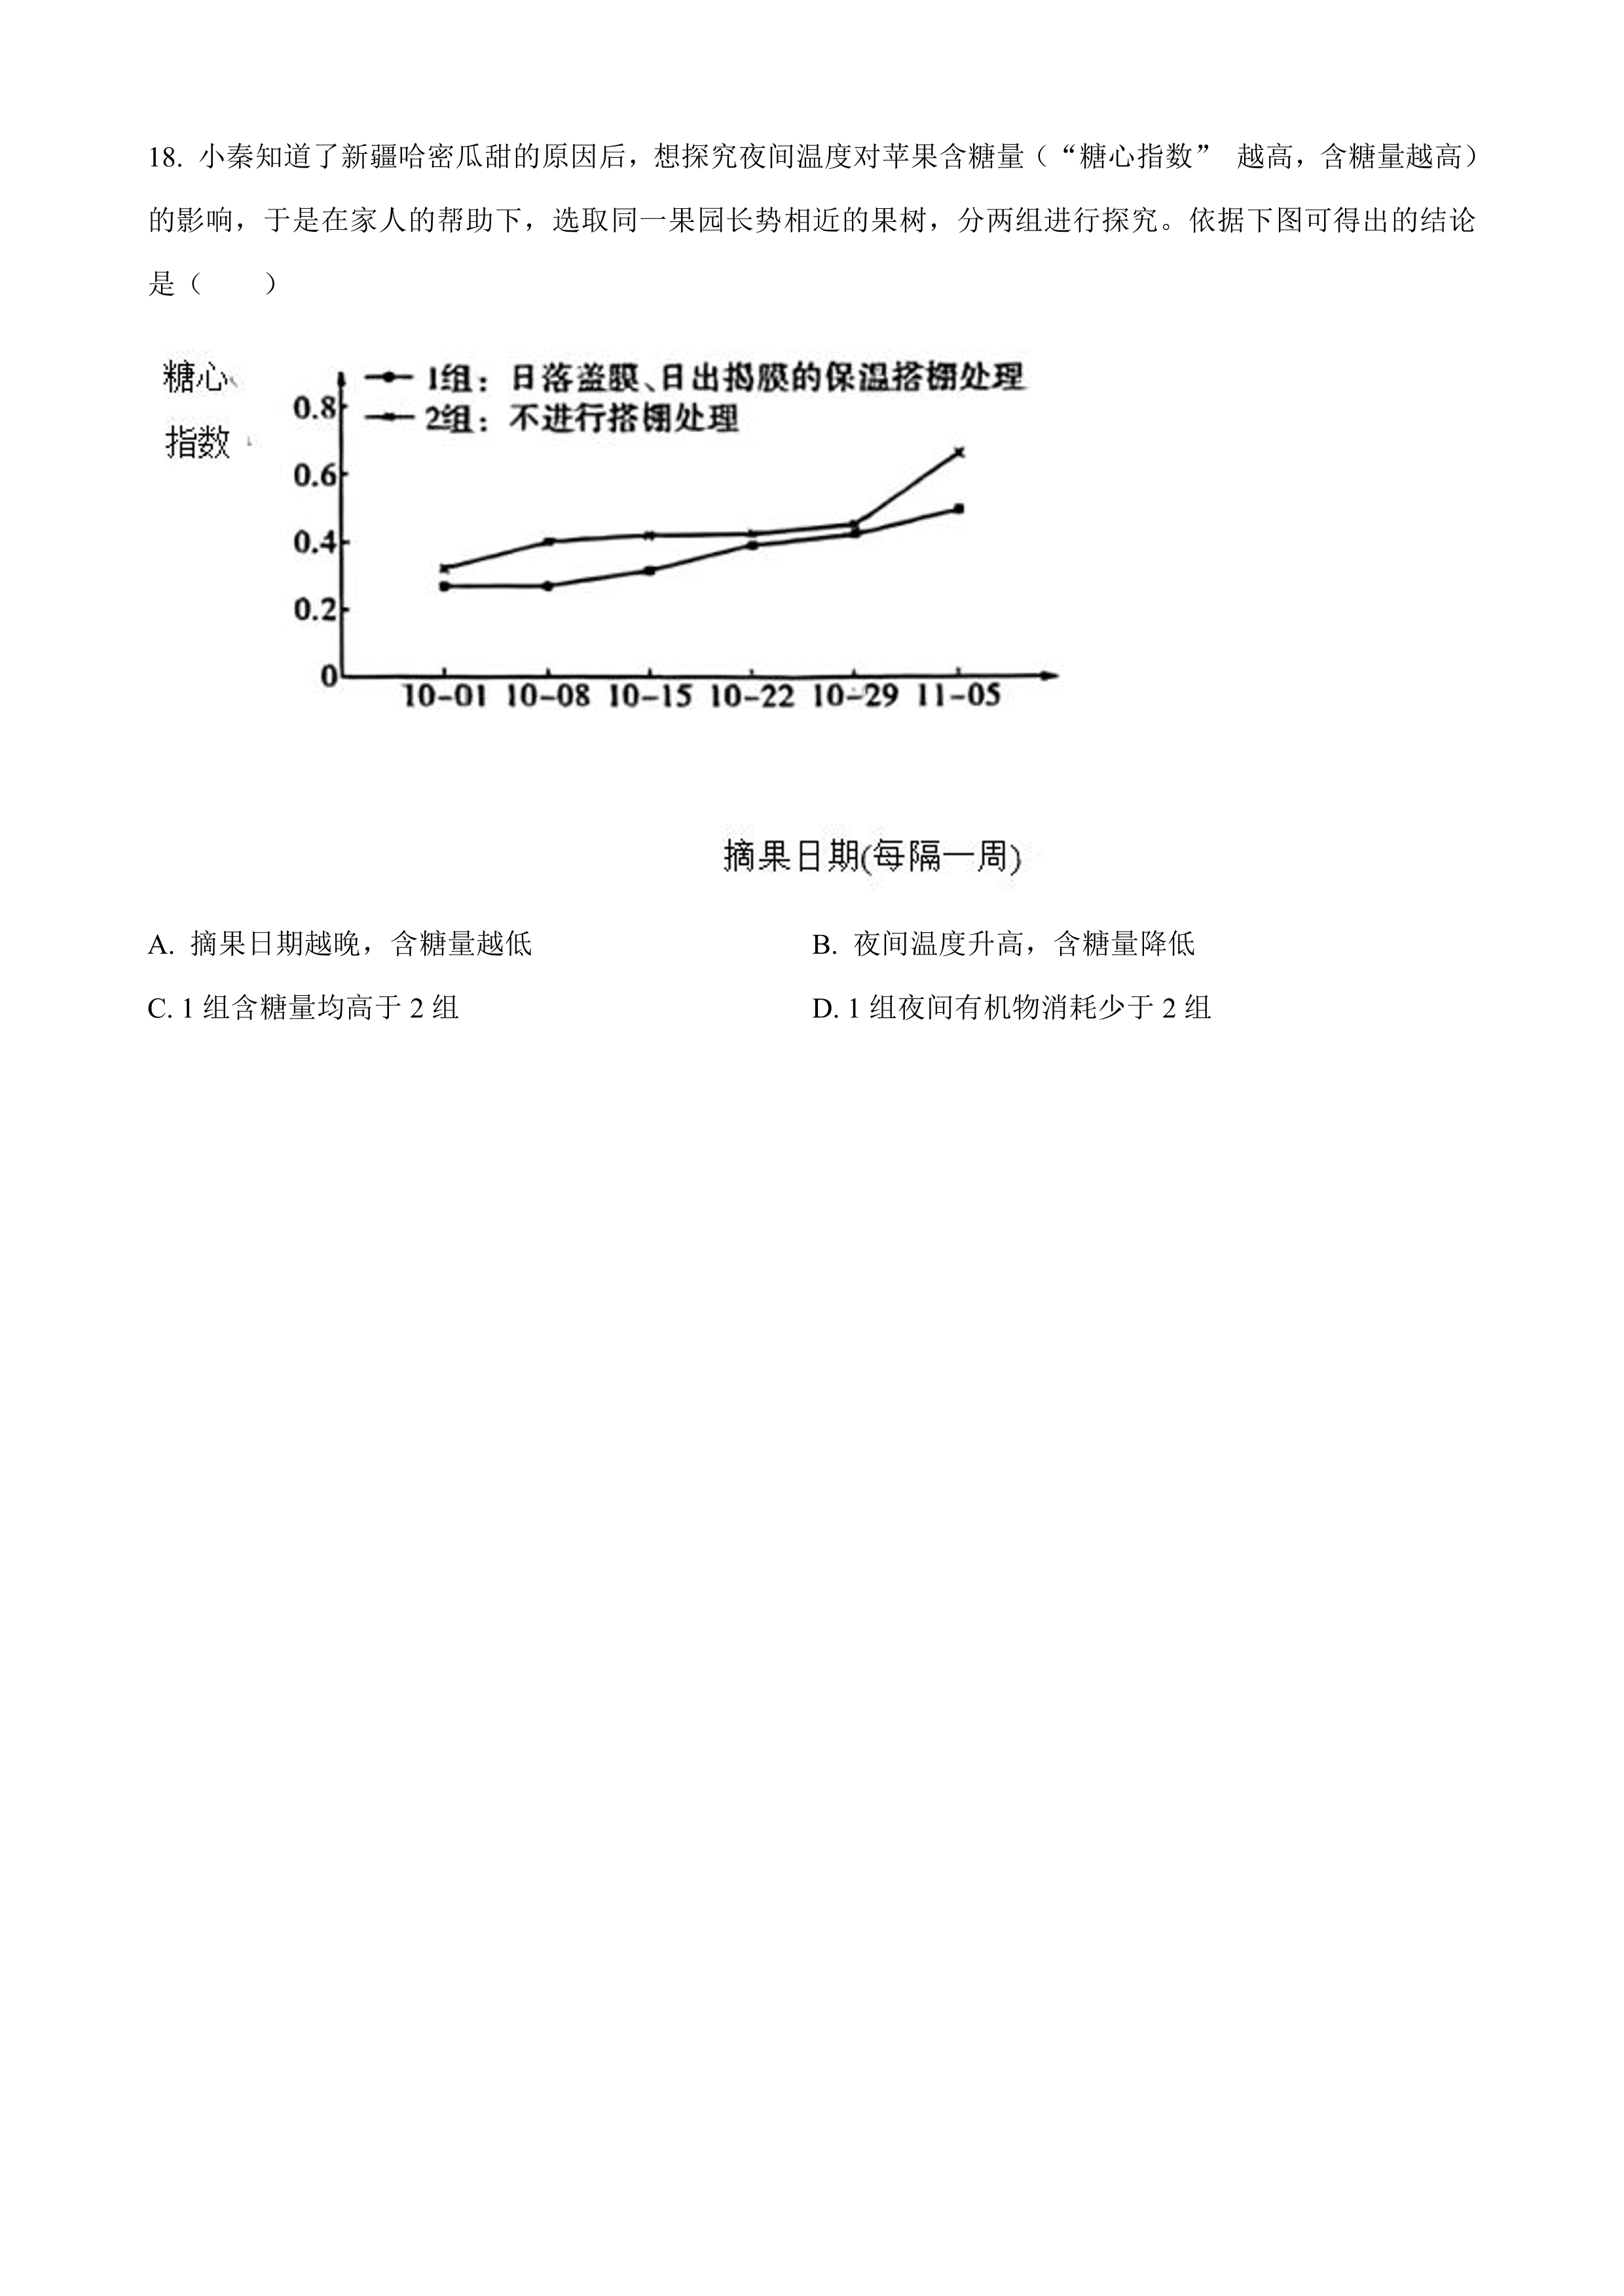 18. 小秦知道了新疆哈密瓜甜的原因后，想探究夜间温度对苹果含糖量（“糖心指数” 越高，含糖量越高）
的影响，于是在家人的帮助下，选取同一果园长势相近的果树，分两组进行探究。依据下图可得出的结论
是（ ）
糖心
指数
1组：日落盖膜、日出揭膜的保温搭棚处理
2组：不进行搭棚处理
0.8
0.6
0.4
0.2
0
10-01 10-08 10-15 10-22 10-29 11-05
摘果日期(每隔一周)
A. 摘果日期越晚，含糖量越低 B. 夜间温度升高，含糖量降低
C. 1 组含糖量均高于 2 组 D. 1 组夜间有机物消耗少于 2 组